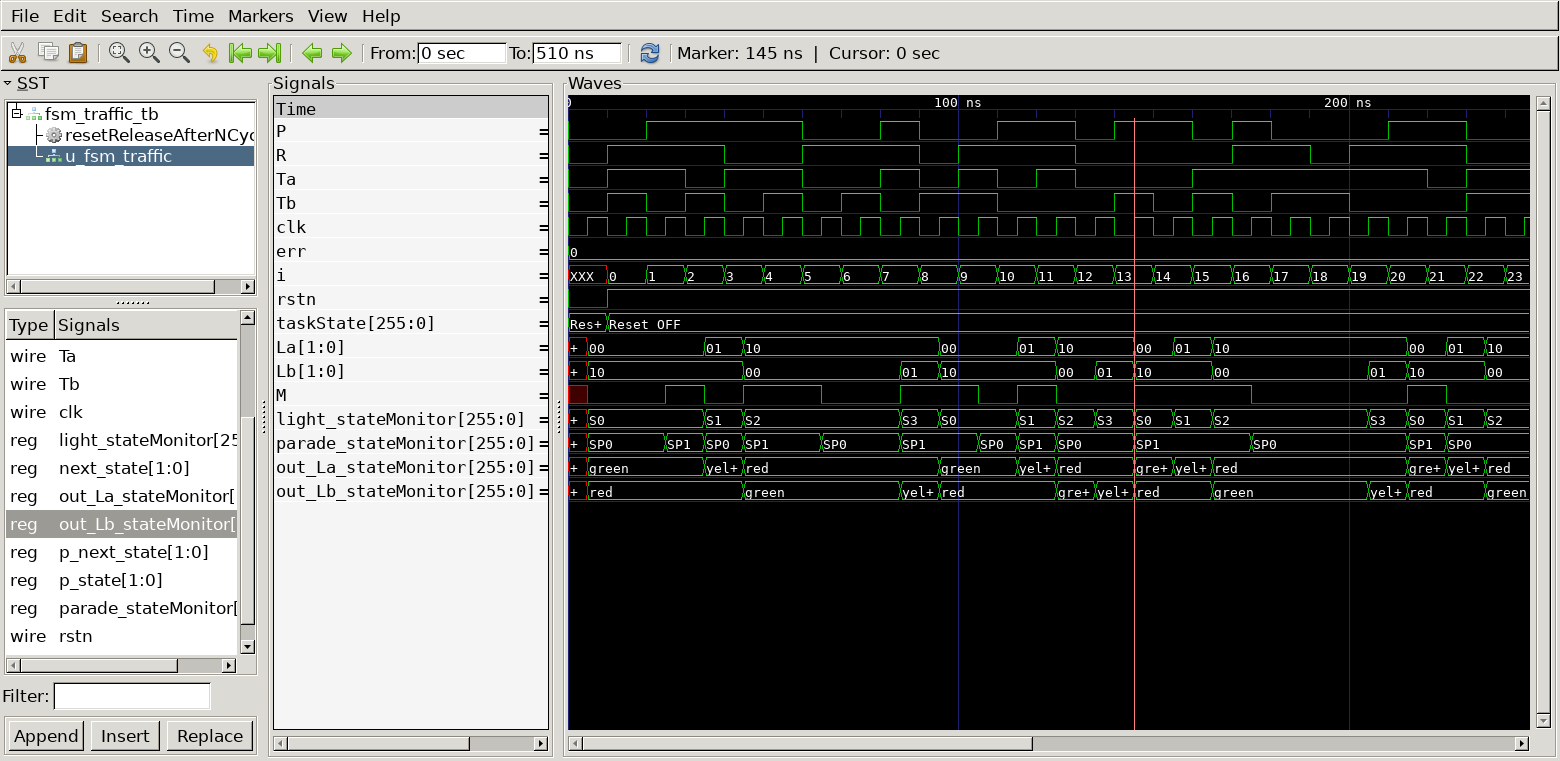 File Edit Search Time Markers View Help
From: 0 sec To: 510 ns Marker: 145 ns | Cursor: 0 sec
SST
fsm_traffic_tb
resetReleaseAfterNCyc
u_fsm_traffic
Type Signals
wire Ta
wire Tb
wire clk
reg light_stateMonitor[25
reg next_state[1:0]
reg out_La_stateMonitor[
reg out_Lb_stateMonitor[
reg p_next_state[1:0]
reg p_state[1:0]
reg parade_stateMonitor[
wire rstn
Filter:
Append Insert Replace
Signals
Time
P =
R =
Ta =
Tb =
clk =
err =
i =
rstn =
taskState[255:0] =
La[1:0] =
Lb[1:0] =
M =
light_stateMonitor[255:0] =
parade_stateMonitor[255:0] =
out_La_stateMonitor[255:0] =
out_Lb_stateMonitor[255:0] =
Waves
0 100 ns 200 ns
0
XXX 0 1 2 3 4 5 6 7 8 9 10 11 12 13 14 15 16 17 18 19 20 21 22 23
Res+ Reset OFF
+ 00 01 10 00 01 10 00 01 10 00 01 10
+ 10 00 01 10 00 01 10 00 01 10 00
+ S0 S1 S2 S3 S0 S1 S2 S3 S0 S1 S2 S3 S0 S1 S2
+ SP0 SP1 SP0 SP1 SP0 SP1 SP0 SP1 SP0 SP1 SP0 SP1 SP0
+ green yel+ red green yel+ red gre+ yel+ red gre+ yel+ red
+ red green yel+ red gre+ yel+ red green yel+ red green